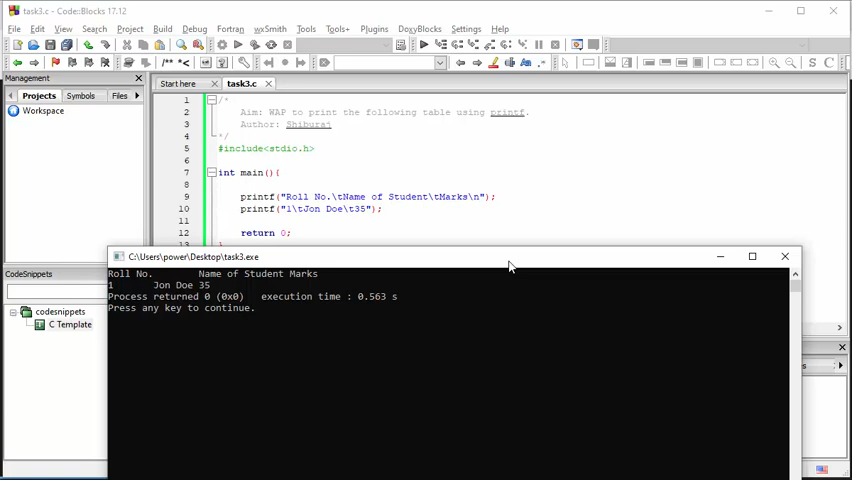 task3.c - Code::Blocks 17.12
File Edit View Search Project Build Debug Fortran wxSmith Tools Tools+ Plugins DoxyBlocks Settings Help
Management
Projects Symbols Files
Workspace
Start here
task3.c
1 /*
2 Aim: WAP to print the following table using printf.
3 Author: Shiburaj
4 */
5 #include<stdio.h>
6
7 int main(){
8
9 printf("Roll No.\tName of Student\tMarks\n");
10 printf("1\tJon Doe\t35");
11
12 return 0;
13 }
CodeSnippets
codesnippets
C Template
C:\Users\power\Desktop\task3.exe
Roll No. Name of Student Marks
1 Jon Doe 35
Process returned 0 (0x0) execution time : 0.563 s
Press any key to continue.